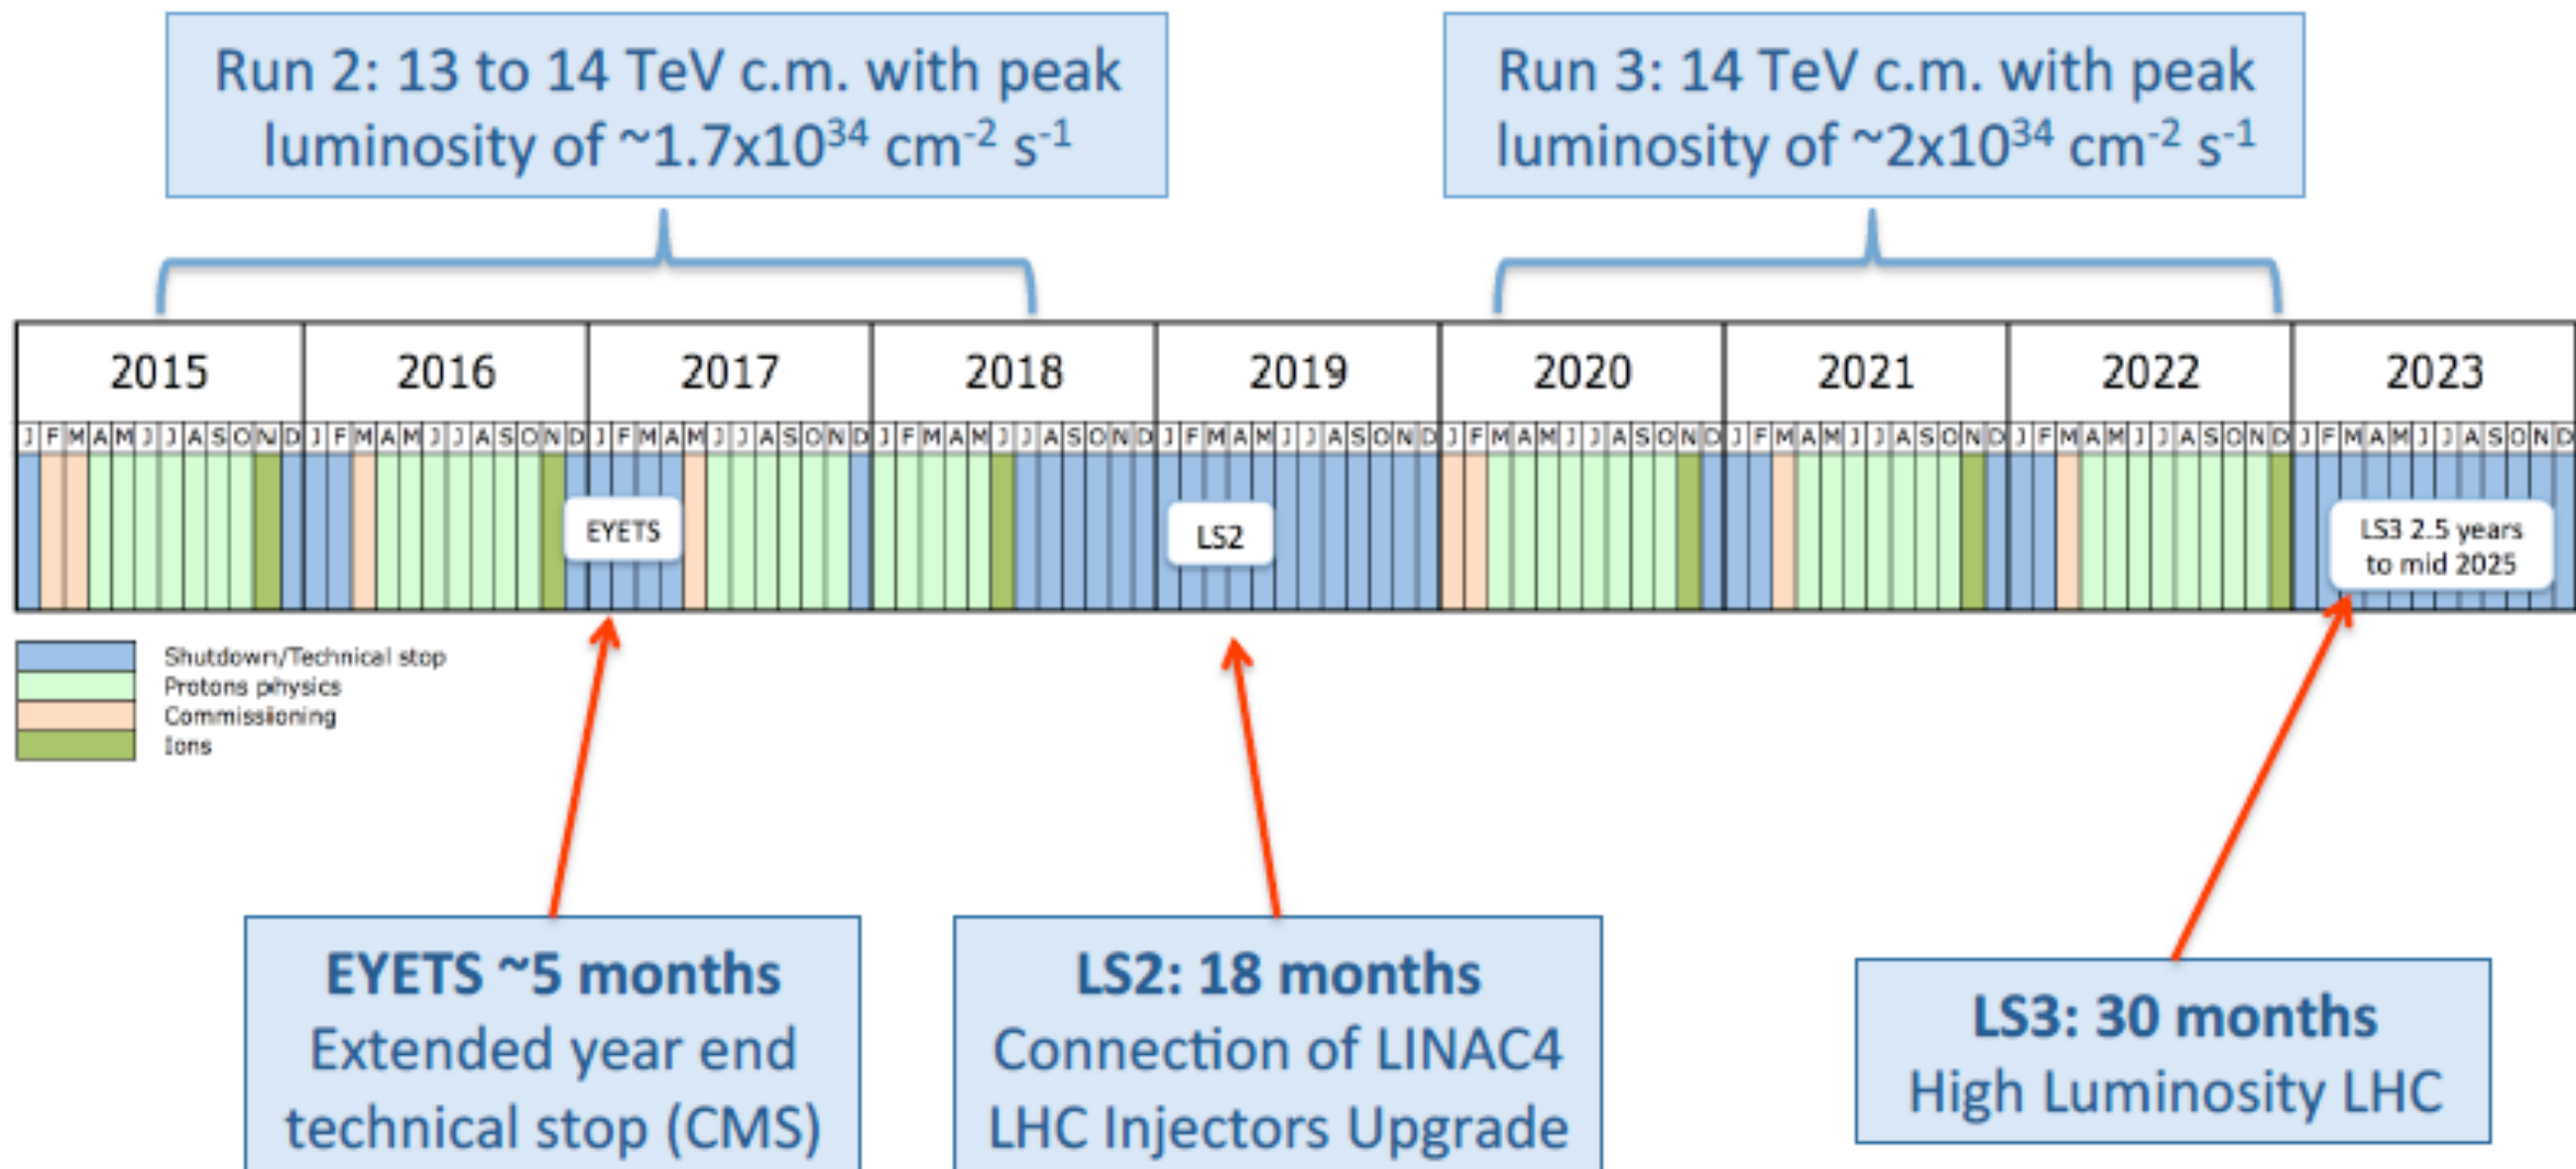 Run 2: 13 to 14 TeV c.m. with peak
luminosity of ~1.7x10³⁴ cm⁻² s⁻¹
Run 3: 14 TeV c.m. with peak
luminosity of ~2x10³⁴ cm⁻² s⁻¹
2015 2016 2017 2018 2019 2020 2021 2022 2023
J F M A M J J A S O N D J F M A M J J A S O N D J F M A M J J A S O N D J F M A M J J A S O N D J F M A M J J A S O N D J F M A M J J A S O N D J F M A M J J A S O N D J F M A M J J A S O N D J F M A M J J A S O N D
EYETS
LS2
LS3 2.5 years
to mid 2025
Shutdown/Technical stop
Protons physics
Commissioning
Ions
EYETS ~5 months
Extended year end
technical stop (CMS)
LS2: 18 months
Connection of LINAC4
LHC Injectors Upgrade
LS3: 30 months
High Luminosity LHC